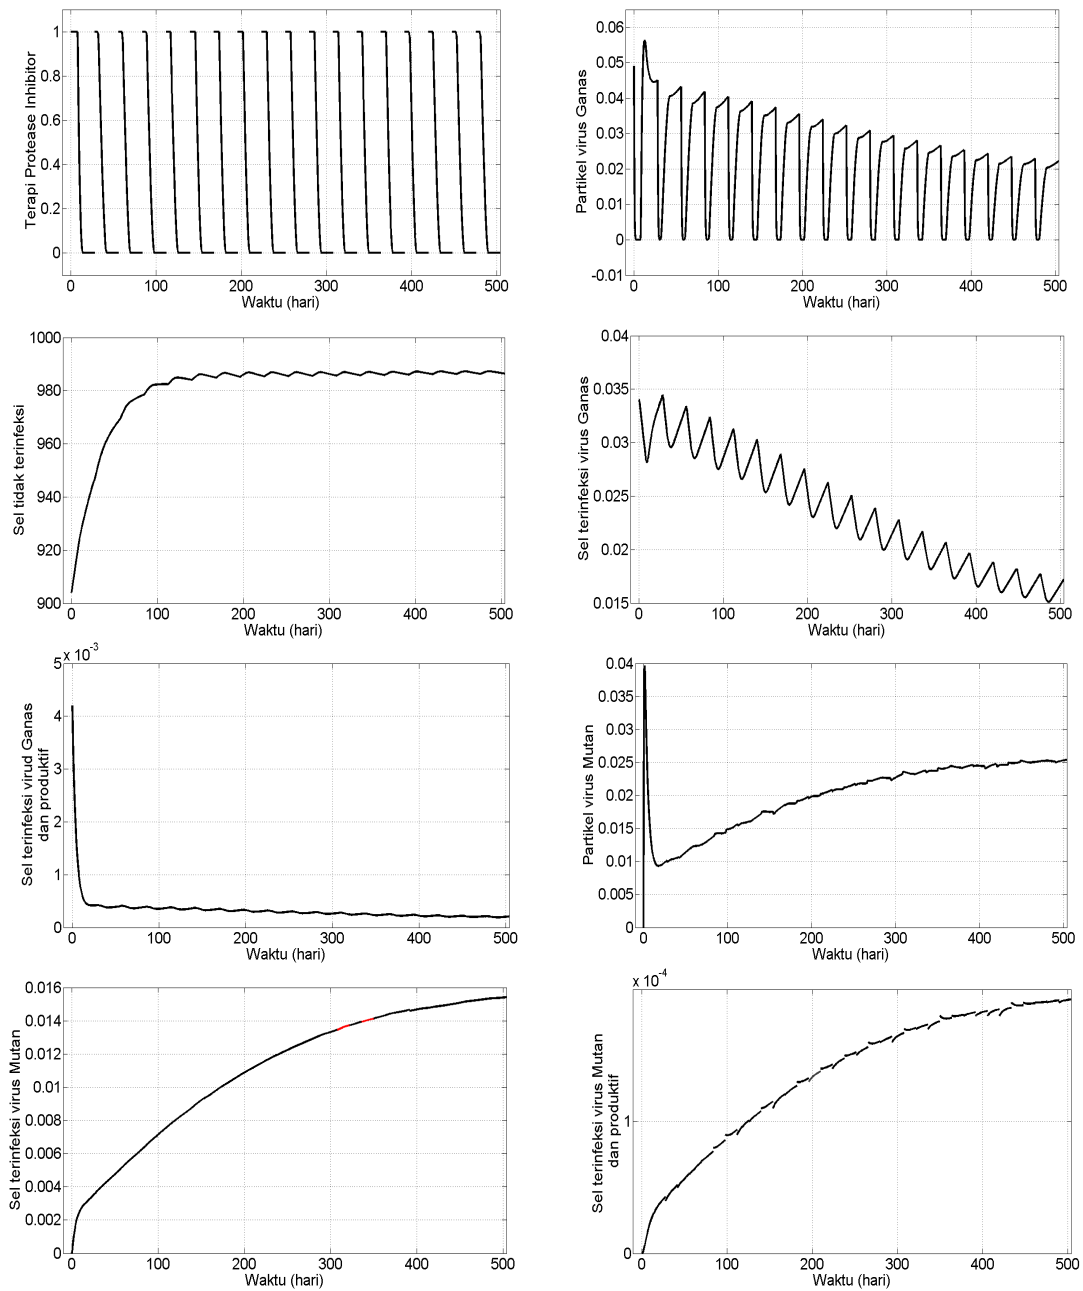 Terapi Protease Inhibitor
1
0.8
0.6
0.4
0.2
0
0 100 200 300 400 500
Waktu (hari)
Partikel virus Ganas
0.06
0.05
0.04
0.03
0.02
0.01
0
-0.01
0 100 200 300 400 500
Waktu (hari)
Sel tidak terinfeksi
1000
980
960
940
920
900
0 100 200 300 400 500
Waktu (hari)
Sel terinfeksi virus Ganas
0.04
0.035
0.03
0.025
0.02
0.015
0 100 200 300 400 500
Waktu (hari)
Sel terinfeksi virud Ganas
dan produktif
x 10-3
5
4
3
2
1
0
0 100 200 300 400 500
Waktu (hari)
Partikel virus Mutan
0.04
0.035
0.03
0.025
0.02
0.015
0.01
0.005
0
0 100 200 300 400 500
Waktu (hari)
Sel terinfeksi virus Mutan
0.016
0.014
0.012
0.01
0.008
0.006
0.004
0.002
0
0 100 200 300 400 500
Waktu (hari)
Sel terinfeksi virus Mutan
dan produktif
x 10-4
1
0
0 100 200 300 400 500
Waktu (hari)